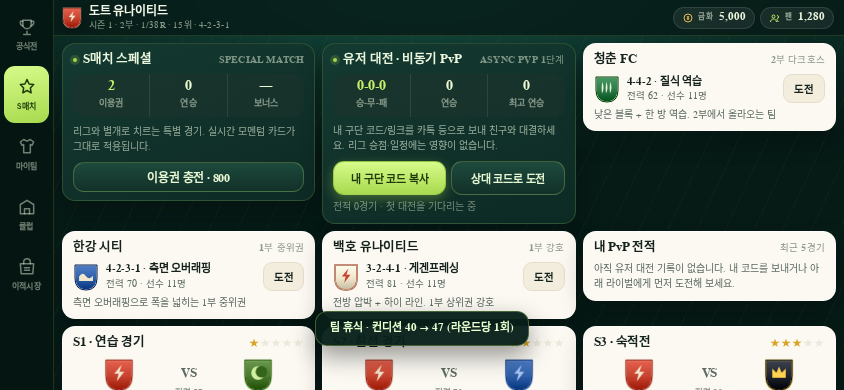 도트 유나이티드
시즌 1 · 2부 · 1/38R · 15위 · 4-2-3-1
금화 5,000
팬 1,280
공식전
S매치
마이팀
클럽
이적시장
S매치 스페셜
SPECIAL MATCH
2
이용권
0
연승
—
보너스
리그와 별개로 치르는 특별 경기. 실시간 모멘텀 카드가
그대로 적용됩니다.
이용권 충전 · 800
유저 대전 · 비동기 PvP
ASYNC PVP 1단계
0-0-0
승·무·패
0
연승
0
최고 연승
내 구단 코드/링크를 카톡 등으로 보내 친구와 대결하세
요. 리그 승점·일정에는 영향이 없습니다.
내 구단 코드 복사
상대 코드로 도전
전적 0경기 · 첫 대전을 기다리는 중
청춘 FC
2부 다크호스
4-4-2 · 질식 역습
전력 62 · 선수 11명
도전
낮은 블록 + 한 방 역습. 2부에서 올라오는 팀
한강 시티
1부 중위권
4-2-3-1 · 측면 오버래핑
전력 70 · 선수 11명
도전
측면 오버래핑으로 폭을 넓히는 1부 중위권
백호 유나이티드
1부 강호
3-2-4-1 · 게겐프레싱
전력 81 · 선수 11명
도전
전방 압박 + 하이 라인. 1부 상위권 강호
내 PvP 전적
최근 5경기
아직 유저 대전 기록이 없습니다. 내 코드를 보내거나 아
래 라이벌에게 먼저 도전해 보세요.
팀 휴식 · 컨디션 40 → 47 (라운드당 1회)
S1 · 연습 경기
★★★★★
VS
VS
S3 · 숙적전
★★★★★
VS